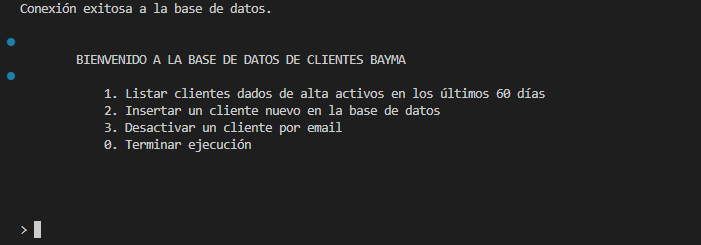 Conexión exitosa a la base de datos.
BIENVENIDO A LA BASE DE DATOS DE CLIENTES BAYMA
1. Listar clientes dados de alta activos en los últimos 60 días
2. Insertar un cliente nuevo en la base de datos
3. Desactivar un cliente por email
0. Terminar ejecución
>